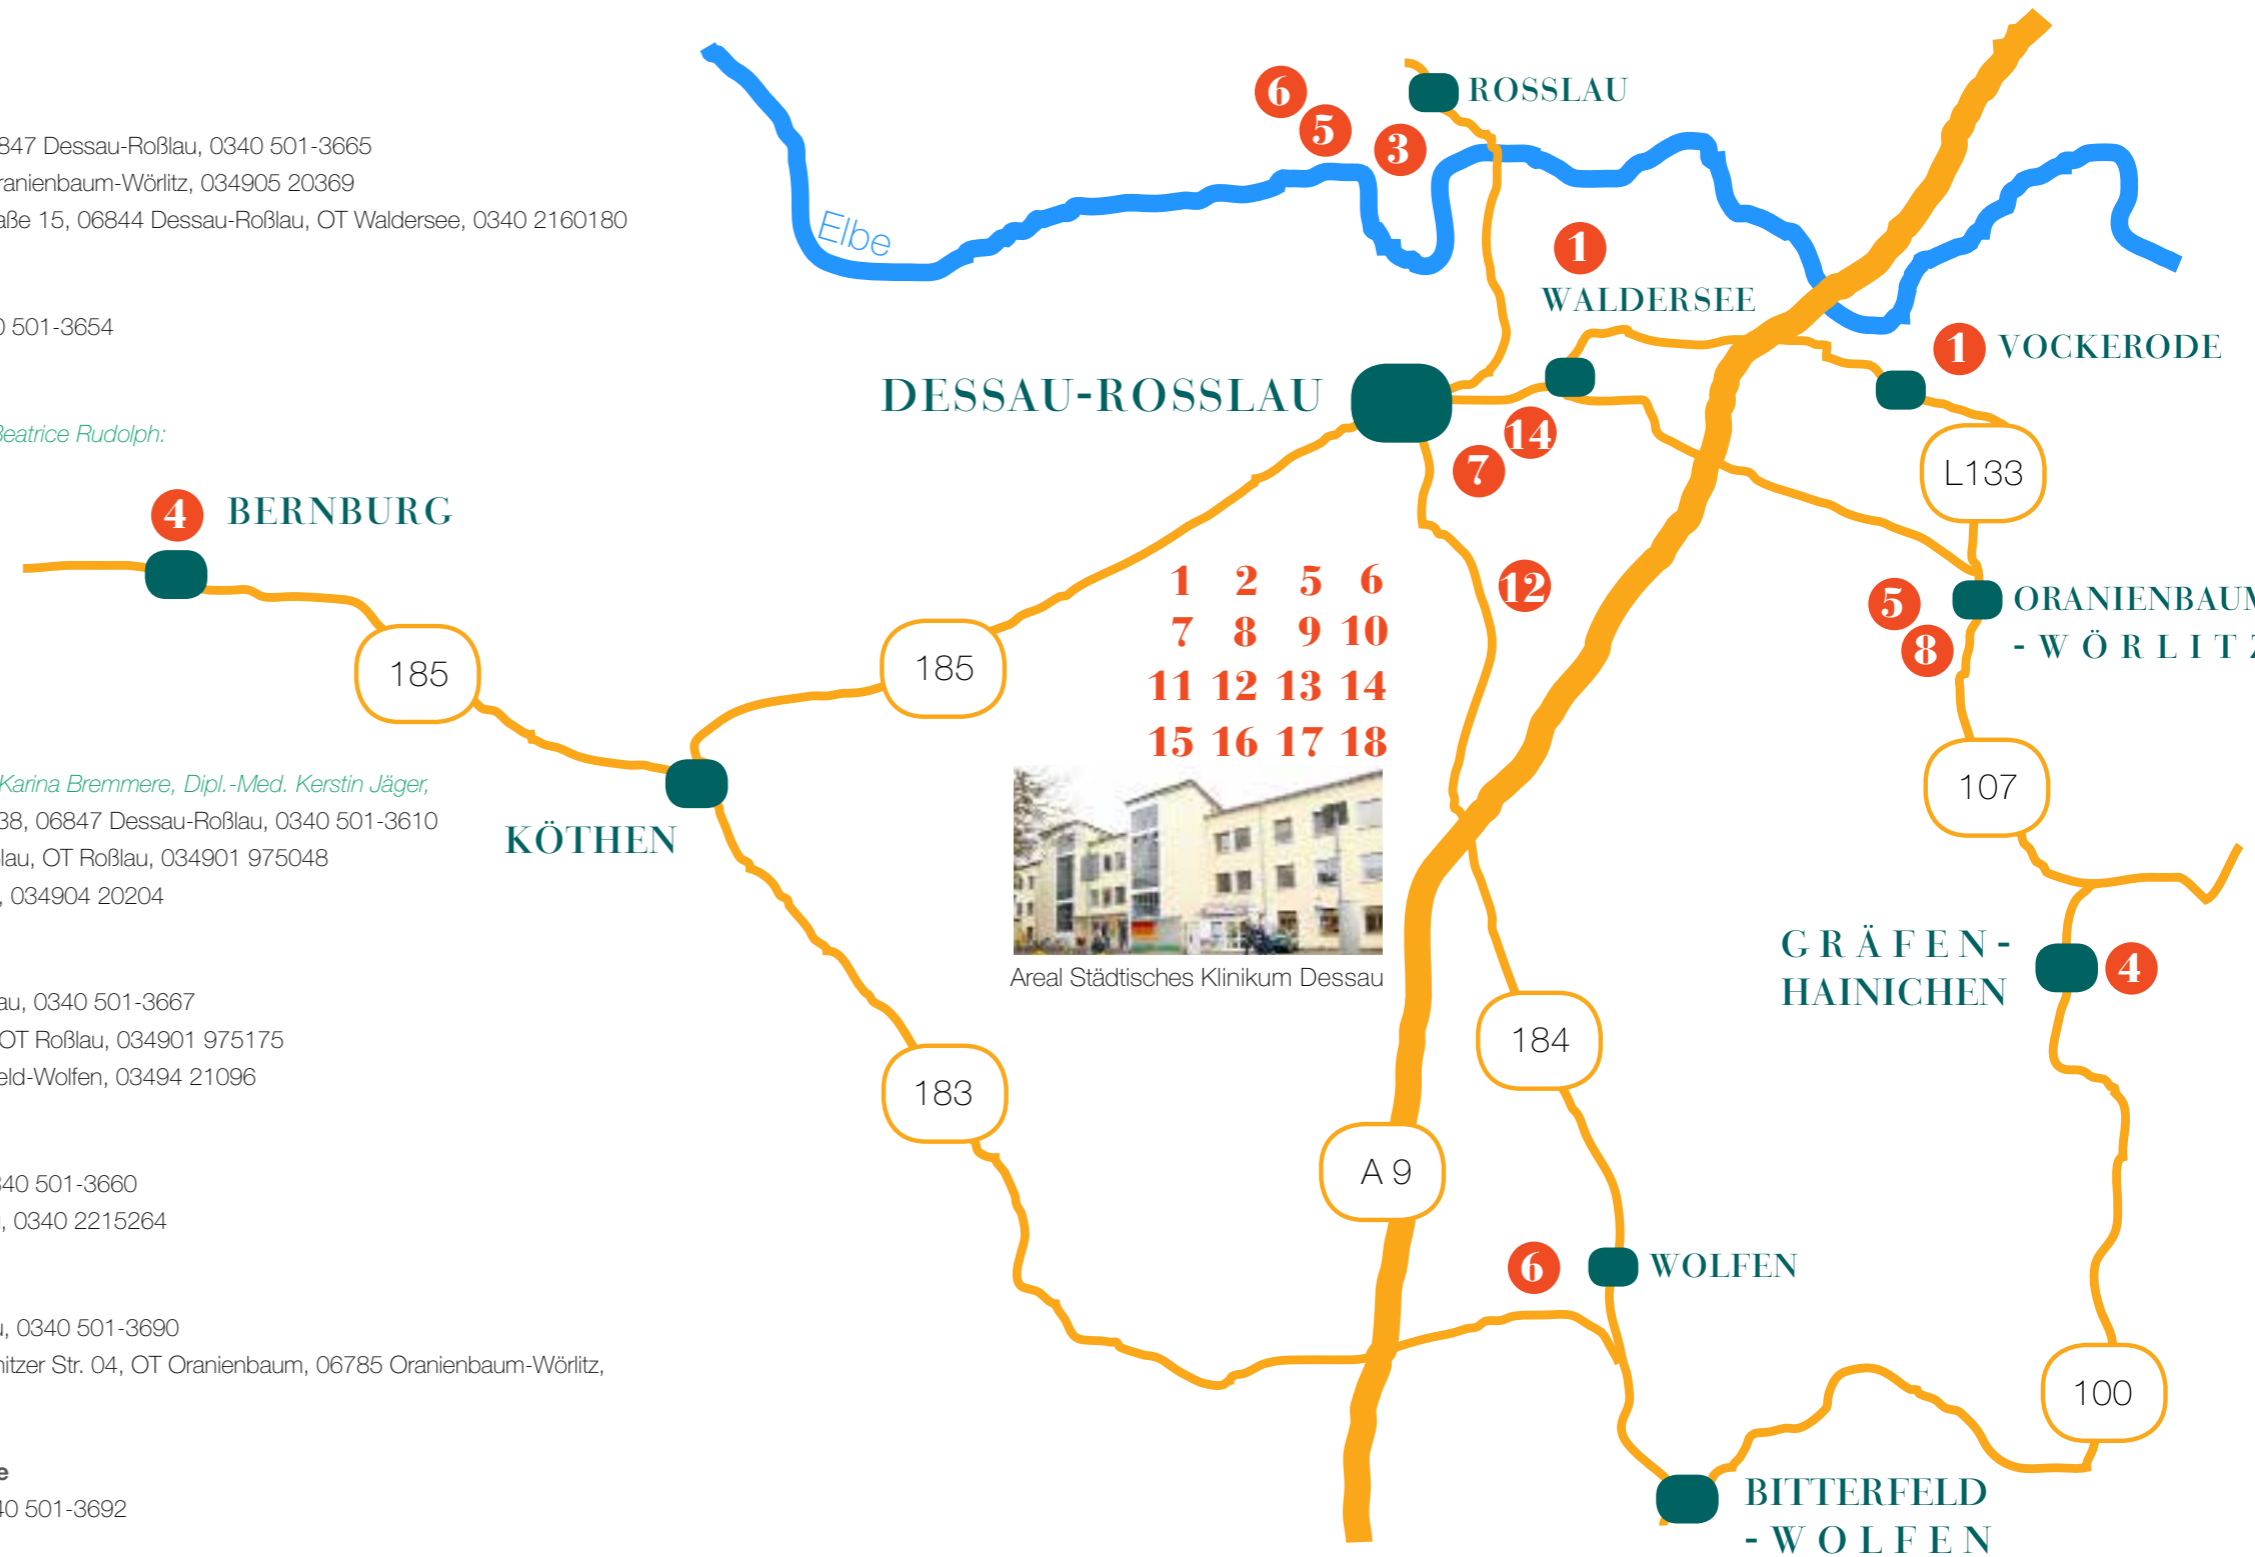 847 Dessau-Roßlau, 0340 501-3665
ranienbaum-Wörlitz, 034905 20369
aße 15, 06844 Dessau-Roßlau, OT Waldersee, 0340 2160180
0 501-3654
Beatrice Rudolph:
Karina Bremmere, Dipl.-Med. Kerstin Jäger,
38, 06847 Dessau-Roßlau, 0340 501-3610
lau, OT Roßlau, 034901 975048
, 034904 20204
au, 0340 501-3667
OT Roßlau, 034901 975175
eld-Wolfen, 03494 21096
340 501-3660
, 0340 2215264
u, 0340 501-3690
nitzer Str. 04, OT Oranienbaum, 06785 Oranienbaum-Wörlitz,
e
40 501-3692
6
5
3
ROSSLAU
Elbe
1
WALDERSEE
1
VOCKERODE
DESSAU-ROSSLAU
14
7
L133
4
BERNBURG
12
1 2 5 6
7 8 9 10
11 12 13 14
15 16 17 18
Areal Städtisches Klinikum Dessau
5
8
ORANIENBAUM
-WÖRLITZ
185
185
KÖTHEN
107
GRÄFEN-
HAINICHEN
4
183
184
A 9
6
WOLFEN
100
BITTERFELD
-WOLFEN